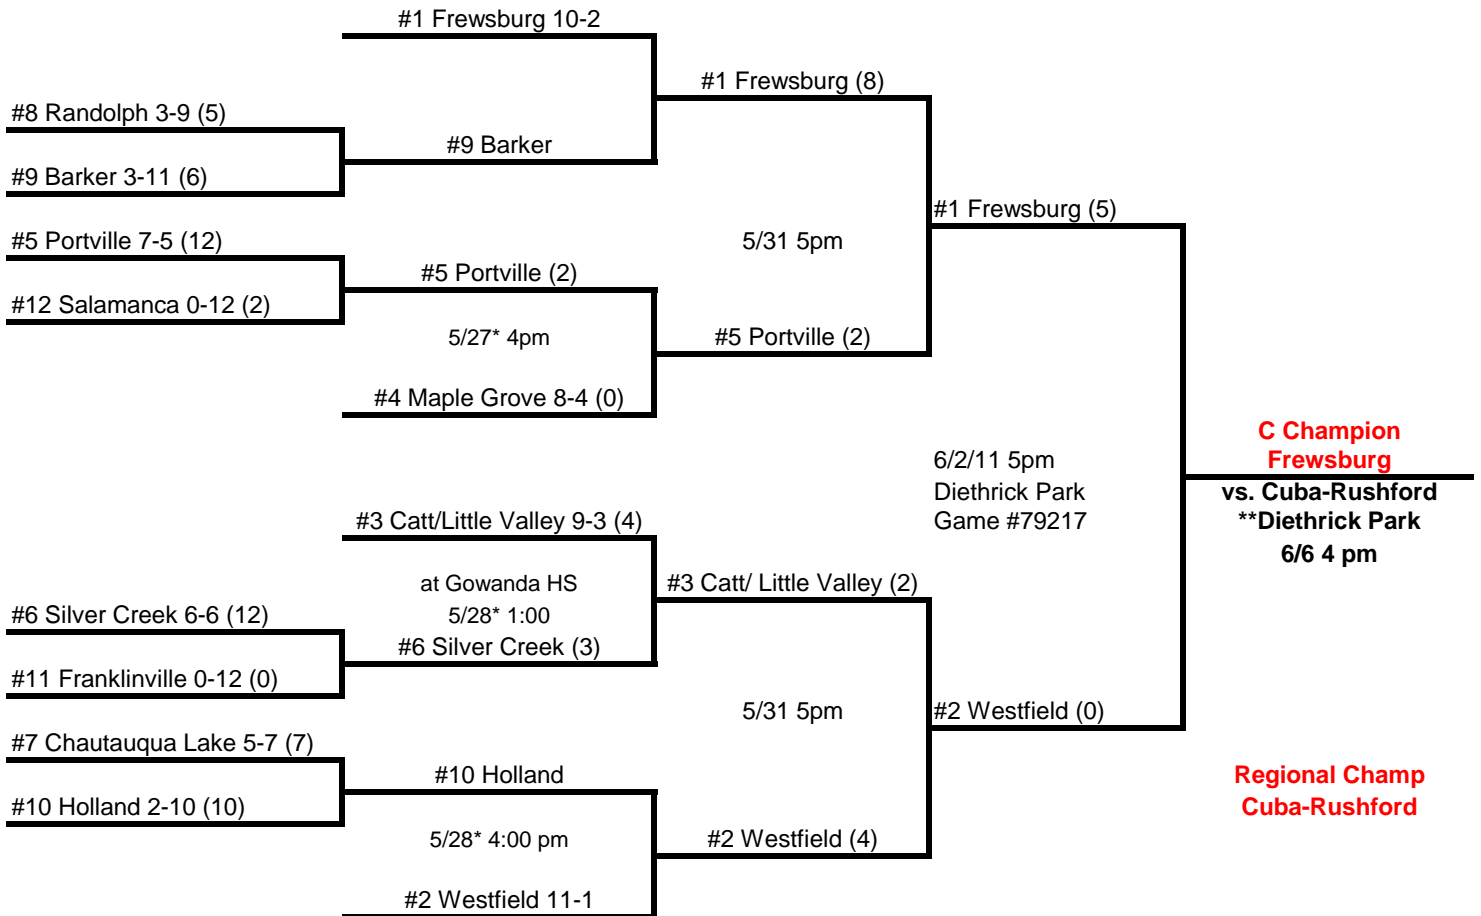 #1 Frewsburg 10-2
#1 Frewsburg (8)
#8 Randolph 3-9 (5)
#9 Barker
#9 Barker 3-11 (6)
#1 Frewsburg (5)
#5 Portville 7-5 (12)
5/31 5pm
#5 Portville (2)
#12 Salamanca 0-12 (2)
5/27* 4pm
#5 Portville (2)
#4 Maple Grove 8-4 (0)
C Champion
Frewsburg
6/2/11 5pm
Diethrick Park
Game #79217
vs. Cuba-Rushford
**Diethrick Park
6/6 4 pm
#3 Catt/Little Valley 9-3 (4)
at Gowanda HS
5/28* 1:00
#3 Catt/ Little Valley (2)
#6 Silver Creek 6-6 (12)
#6 Silver Creek (3)
#11 Franklinville 0-12 (0)
5/31 5pm
#2 Westfield (0)
#7 Chautauqua Lake 5-7 (7)
#10 Holland
#10 Holland 2-10 (10)
Regional Champ
Cuba-Rushford
5/28* 4:00 pm
#2 Westfield (4)
#2 Westfield 11-1